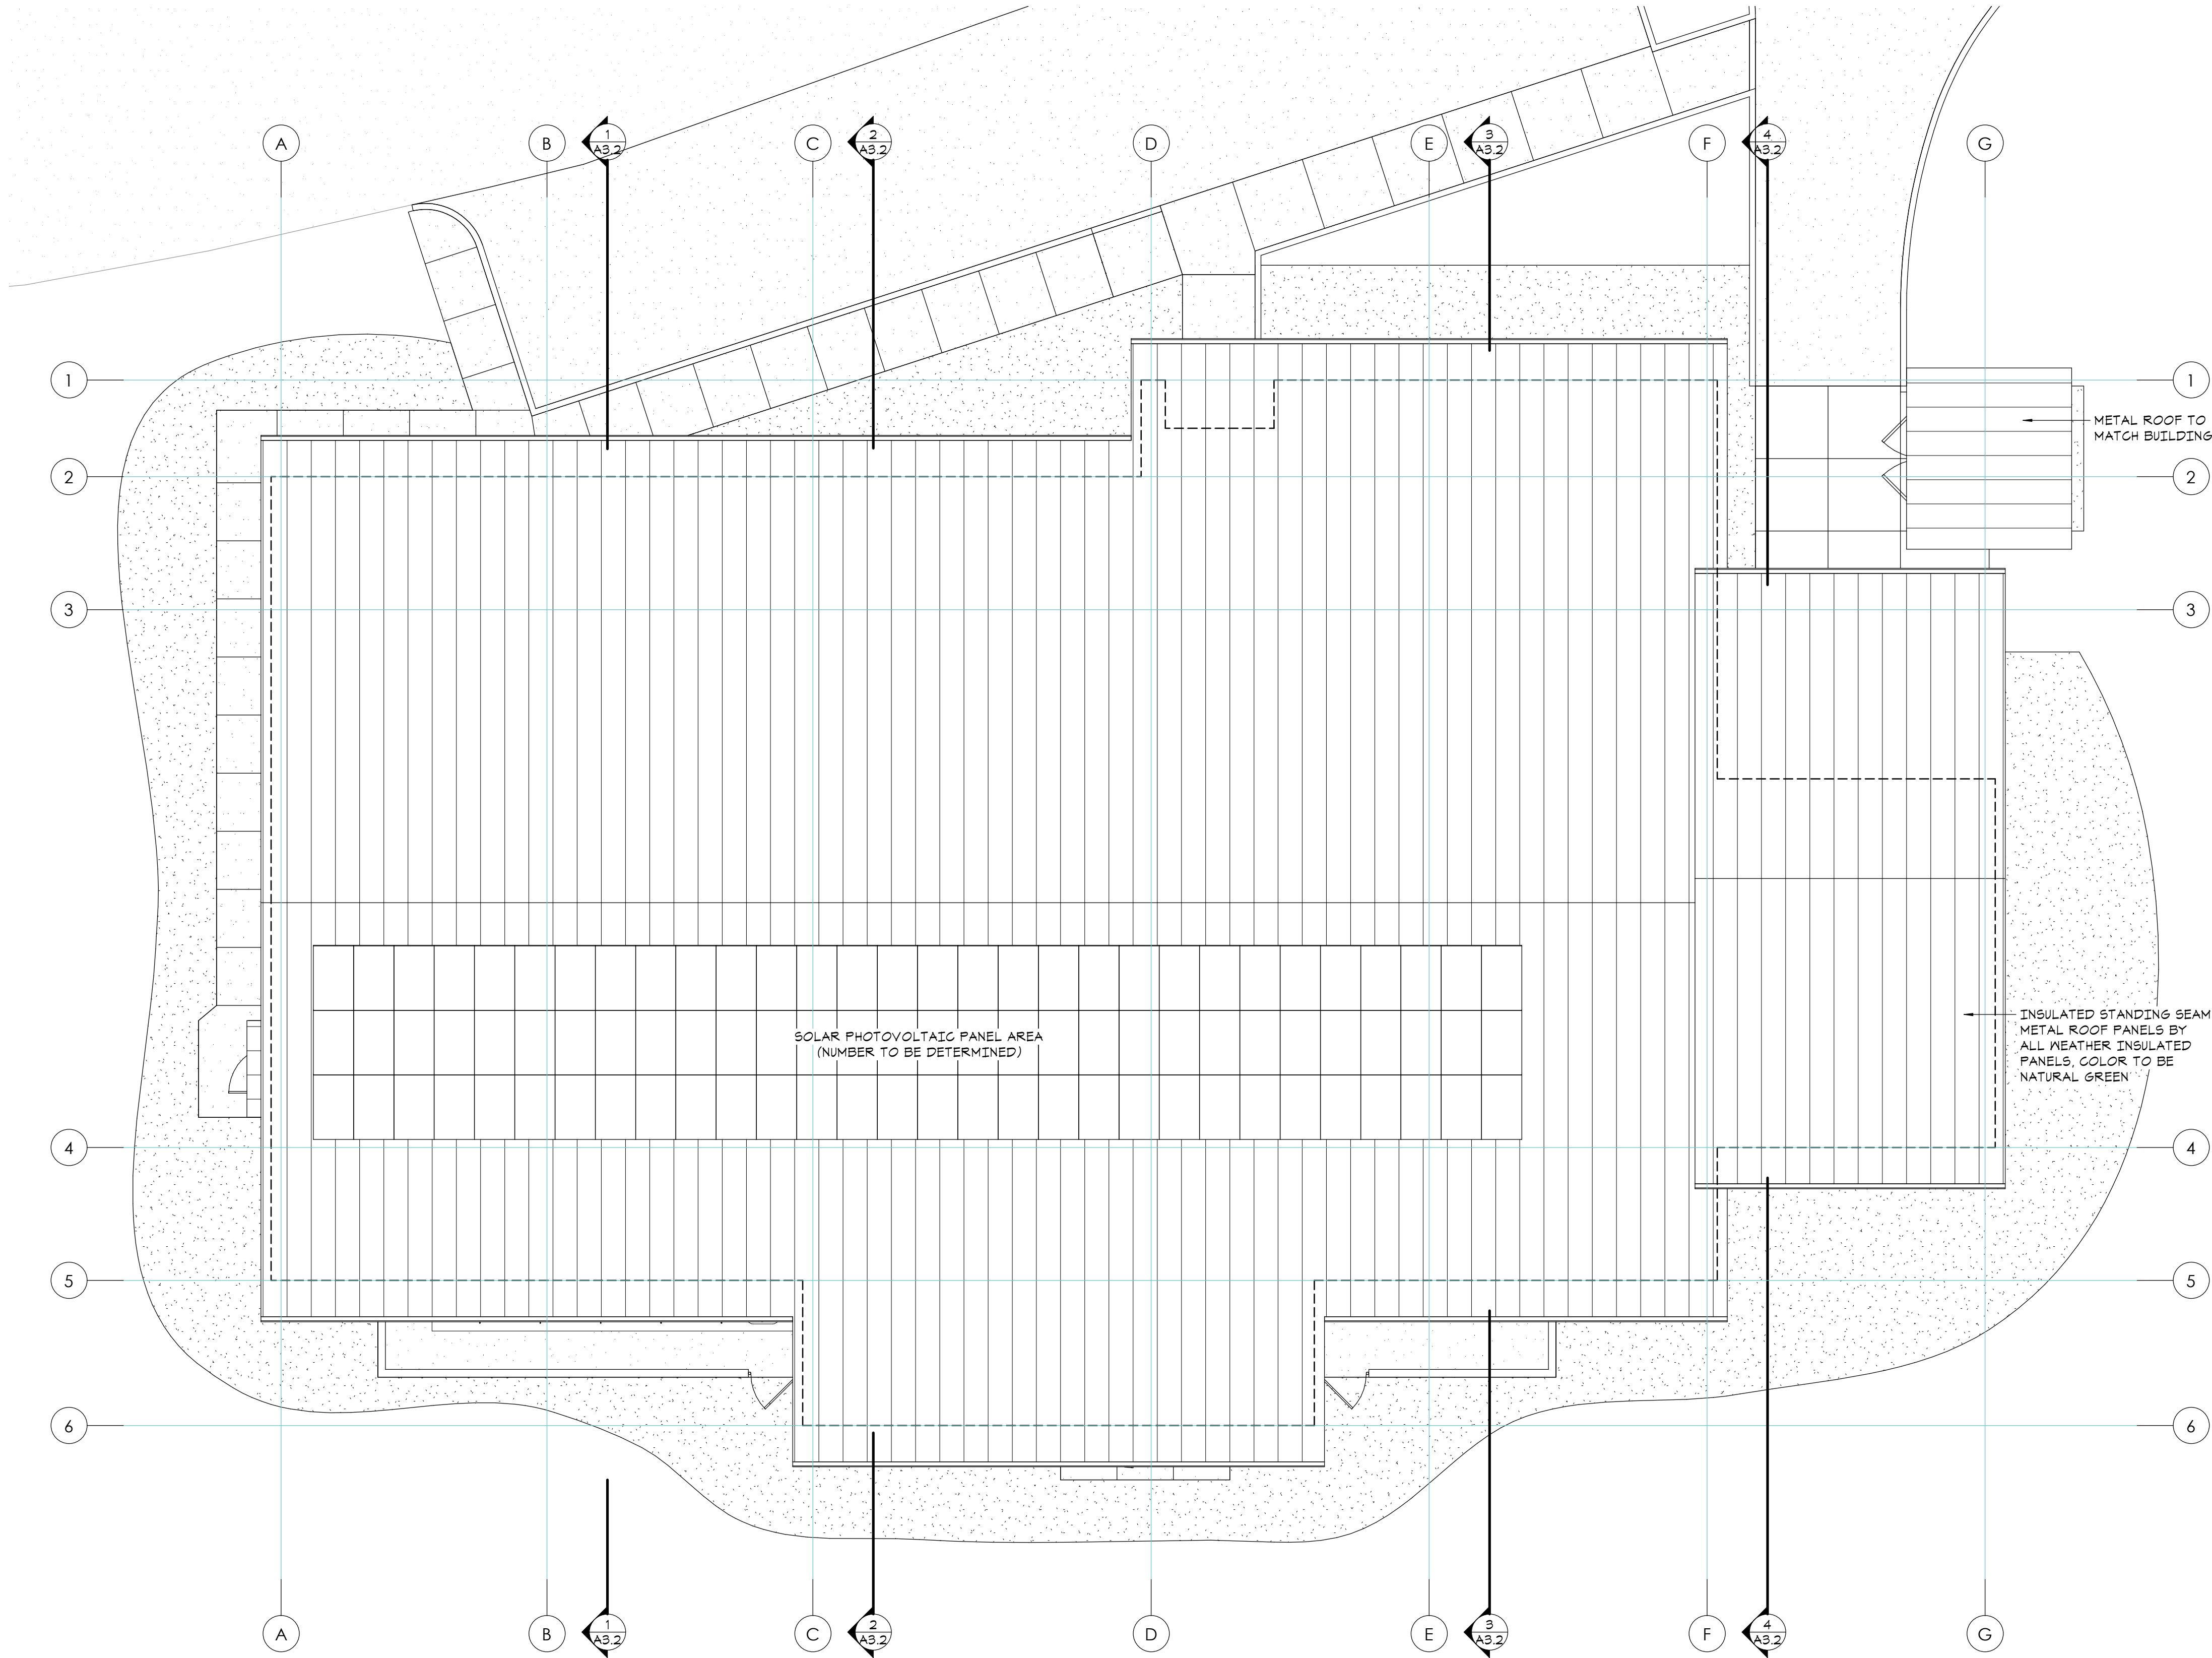 A
B
1
A3.2
C
2
A3.2
D
E
3
A3.2
F
4
A3.2
G
1
1
METAL ROOF TO
MATCH BUILDING
2
2
3
3
INSULATED STANDING SEAM
METAL ROOF PANELS BY
ALL WEATHER INSULATED
PANELS, COLOR TO BE
NATURAL GREEN
SOLAR PHOTOVOLTAIC PANEL AREA
(NUMBER TO BE DETERMINED)
4
4
5
5
6
6
A
B
1
A3.2
C
2
A3.2
D
E
3
A3.2
F
4
A3.2
G